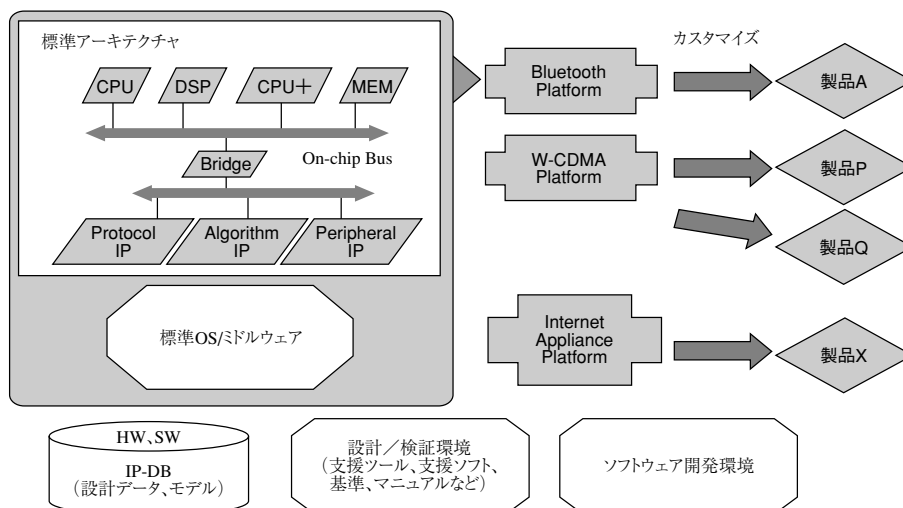 標準アーキテクチャ
CPU
DSP
CPU＋
MEM
On-chip Bus
Bridge
Protocol
IP
Algorithm
IP
Peripheral
IP
標準OS/ミドルウェア
Bluetooth
Platform
W-CDMA
Platform
Internet
Appliance
Platform
カスタマイズ
製品A
製品P
製品Q
製品X
HW、SW
IP-DB
（設計データ、モデル）
設計／検証環境
（支援ツール、支援ソフト、
基準、マニュアルなど）
ソフトウェア開発環境